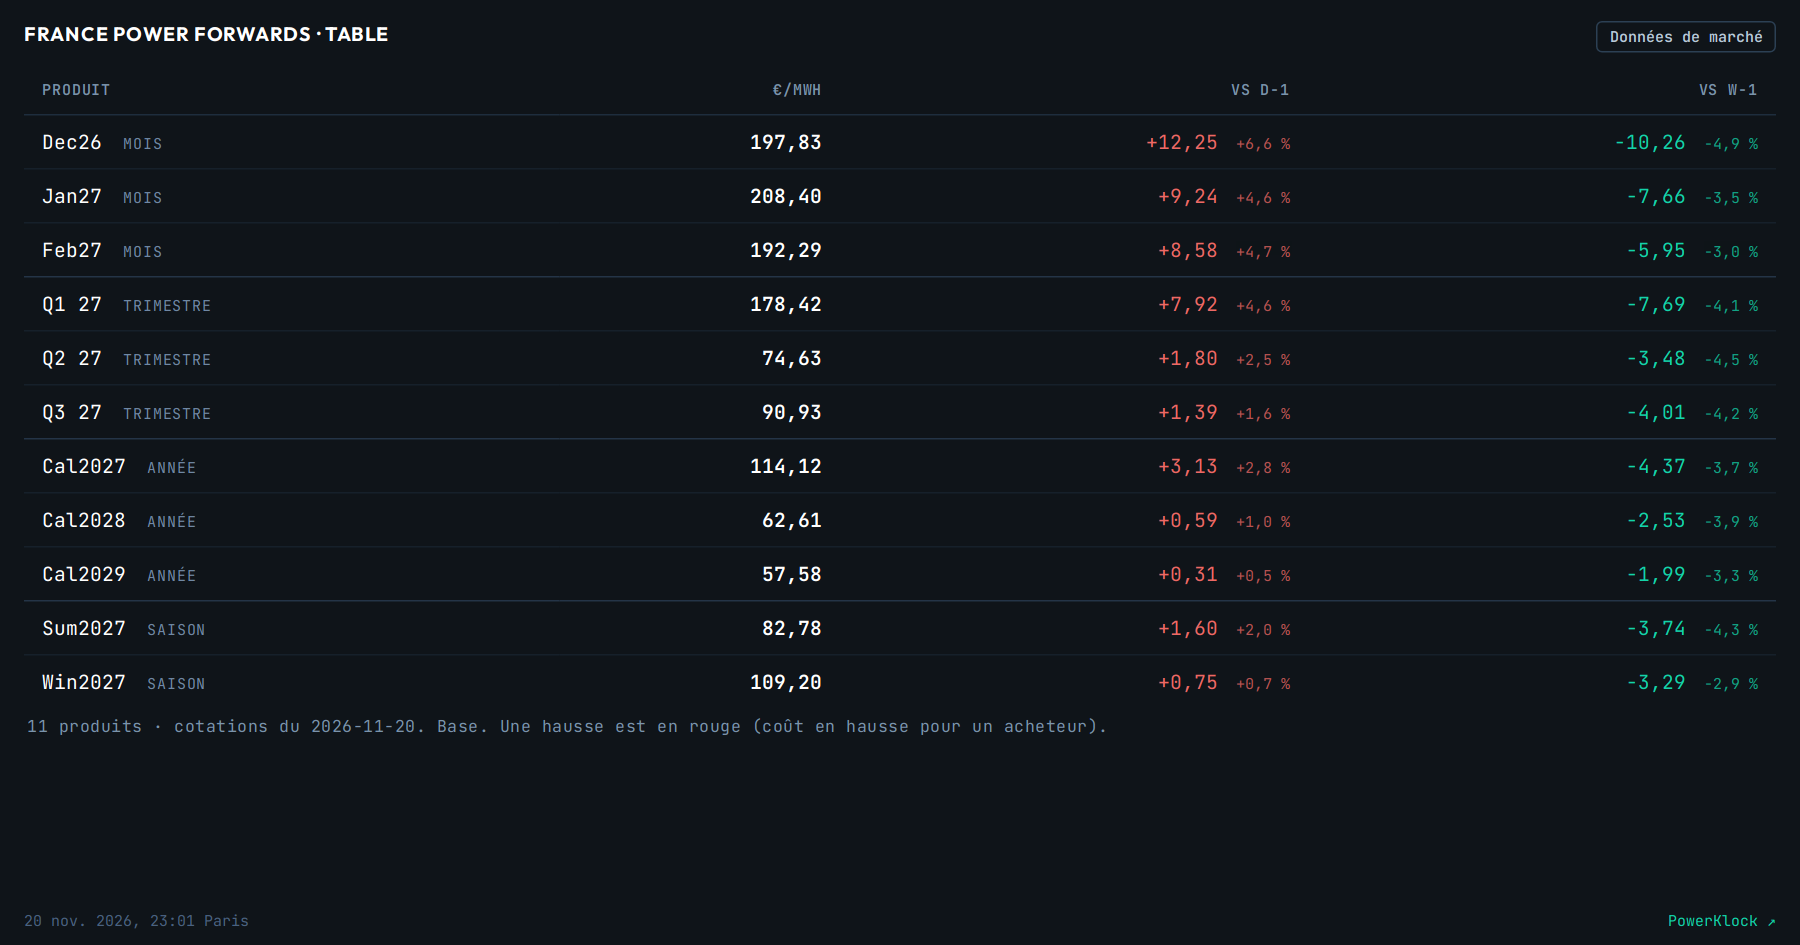 FRANCE POWER FORWARDS · TABLE
Données de marché
PRODUIT €/MWH VS D-1 VS W-1
Dec26 MOIS 197,83 +12,25 +6,6 % -10,26 -4,9 %
Jan27 MOIS 208,40 +9,24 +4,6 % -7,66 -3,5 %
Feb27 MOIS 192,29 +8,58 +4,7 % -5,95 -3,0 %
Q1 27 TRIMESTRE 178,42 +7,92 +4,6 % -7,69 -4,1 %
Q2 27 TRIMESTRE 74,63 +1,80 +2,5 % -3,48 -4,5 %
Q3 27 TRIMESTRE 90,93 +1,39 +1,6 % -4,01 -4,2 %
Cal2027 ANNÉE 114,12 +3,13 +2,8 % -4,37 -3,7 %
Cal2028 ANNÉE 62,61 +0,59 +1,0 % -2,53 -3,9 %
Cal2029 ANNÉE 57,58 +0,31 +0,5 % -1,99 -3,3 %
Sum2027 SAISON 82,78 +1,60 +2,0 % -3,74 -4,3 %
Win2027 SAISON 109,20 +0,75 +0,7 % -3,29 -2,9 %
11 produits · cotations du 2026-11-20. Base. Une hausse est en rouge (coût en hausse pour un acheteur).
20 nov. 2026, 23:01 Paris
PowerKlock ↗